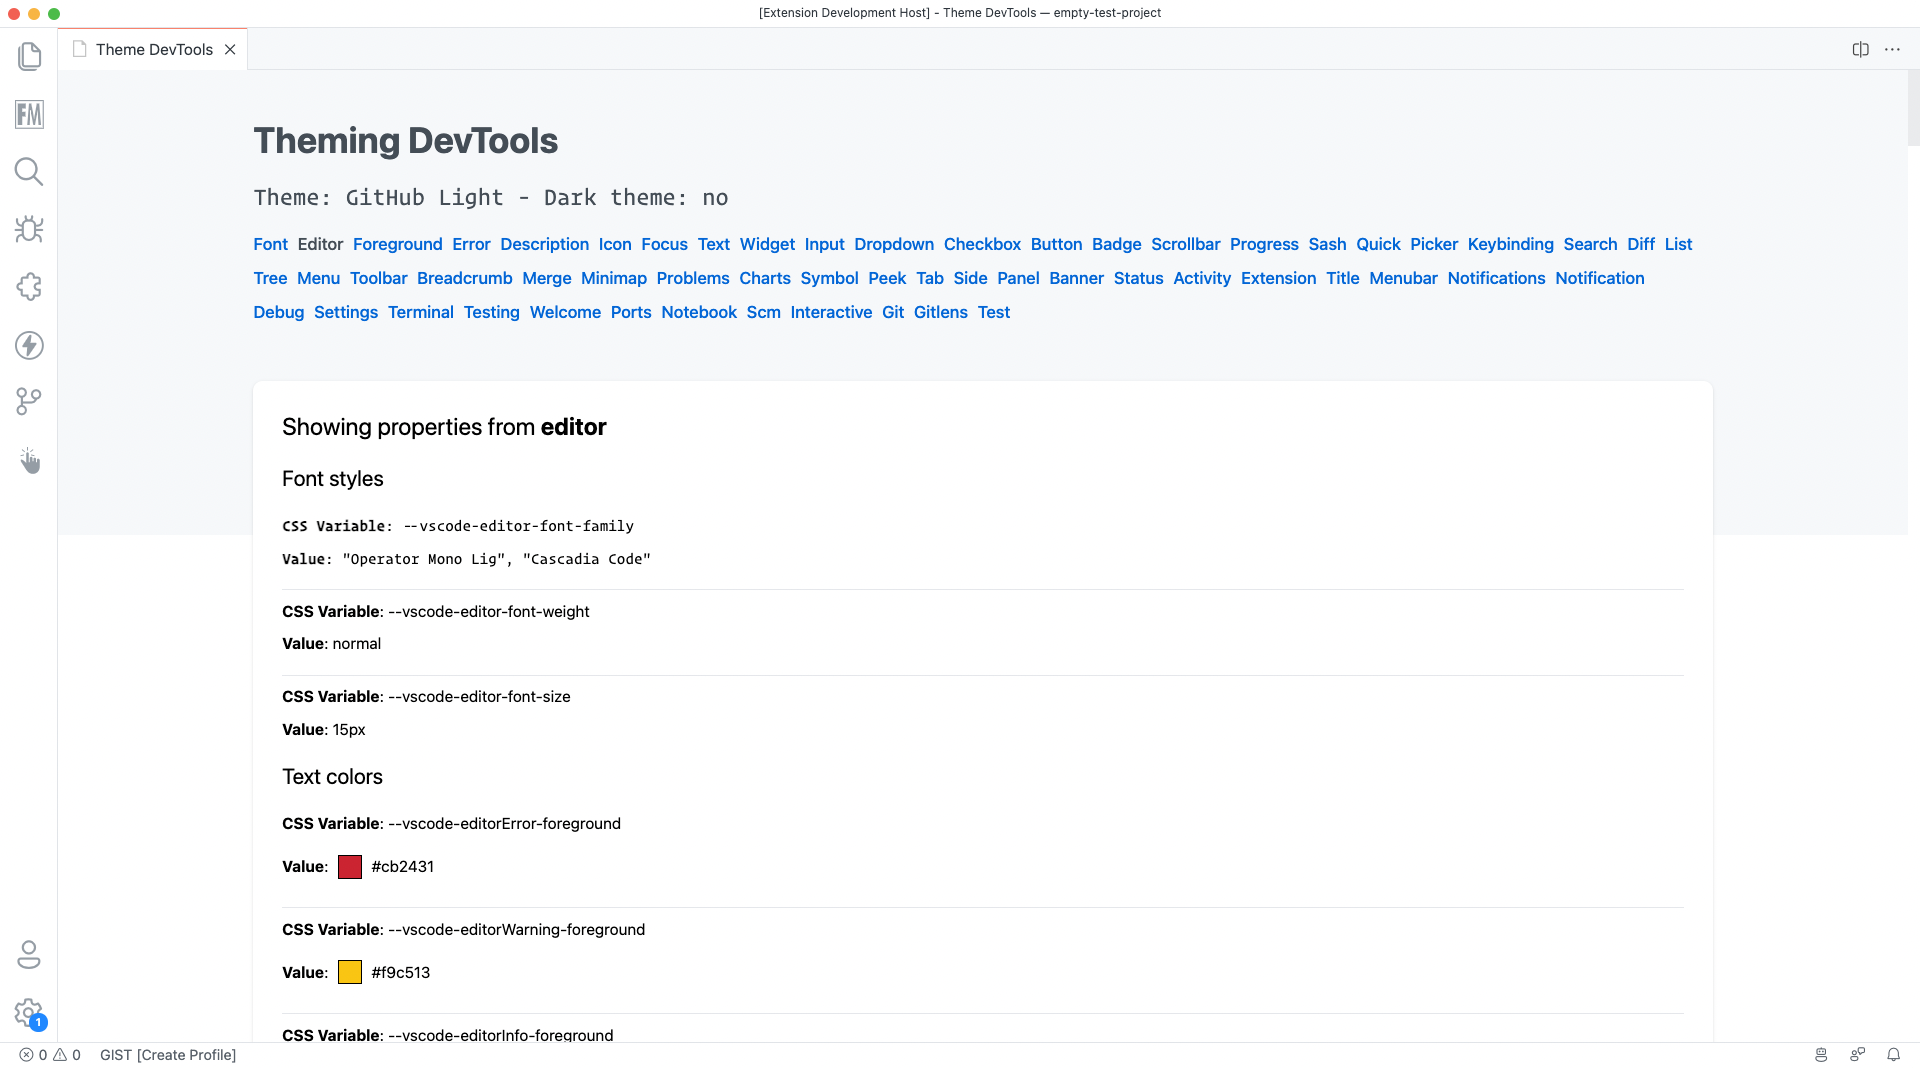 [Extension Development Host] - Theme DevTools — empty-test-project
Theme DevTools
FM
Theming DevTools
Theme: GitHub Light - Dark theme: no
Font Editor Foreground Error Description Icon Focus Text Widget Input Dropdown Checkbox Button Badge Scrollbar Progress Sash Quick Picker Keybinding Search Diff List
Tree Menu Toolbar Breadcrumb Merge Minimap Problems Charts Symbol Peek Tab Side Panel Banner Status Activity Extension Title Menubar Notifications Notification
Debug Settings Terminal Testing Welcome Ports Notebook Scm Interactive Git Gitlens Test
Showing properties from editor
Font styles
CSS Variable: --vscode-editor-font-family
Value: "Operator Mono Lig", "Cascadia Code"
CSS Variable: --vscode-editor-font-weight
Value: normal
CSS Variable: --vscode-editor-font-size
Value: 15px
Text colors
CSS Variable: --vscode-editorError-foreground
Value: #cb2431
CSS Variable: --vscode-editorWarning-foreground
Value: #f9c513
CSS Variable: --vscode-editorInfo-foreground
1
0 0 GIST [Create Profile]